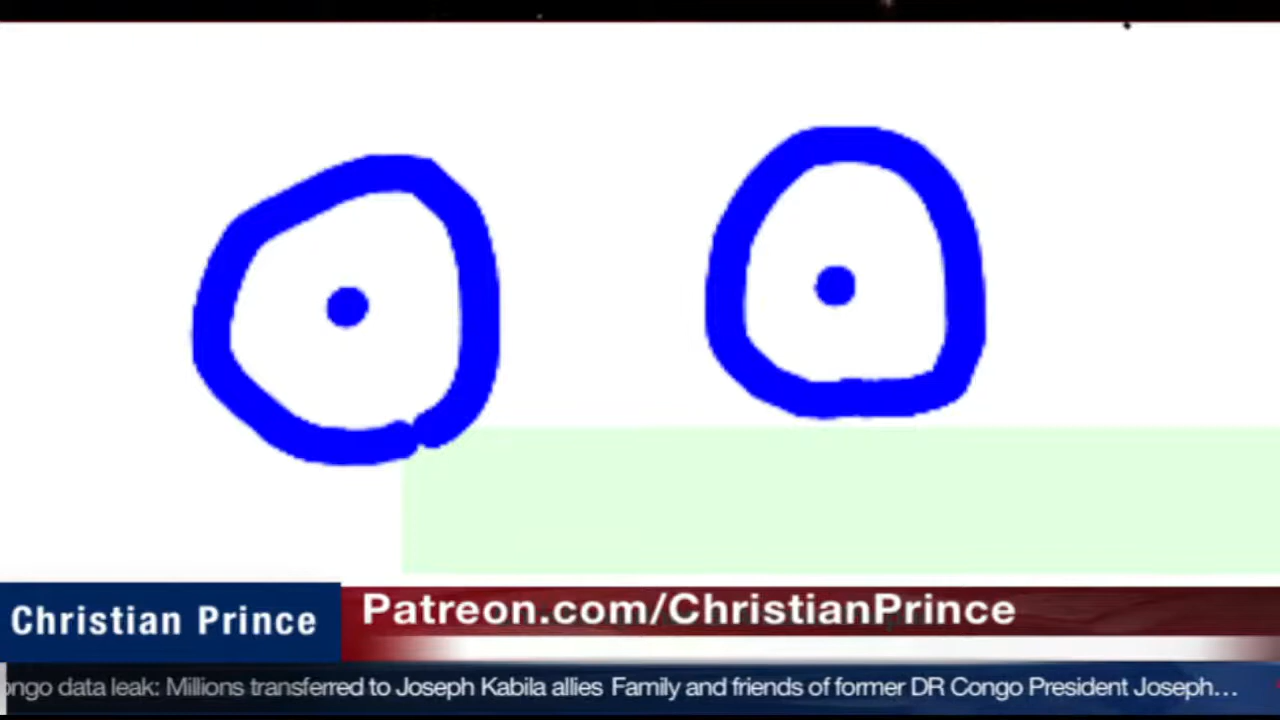 Christian Prince
Patreon.com/ChristianPrince
ongo data leak: Millions transferred to Joseph Kabila allies Family and friends of former DR Congo President Joseph...